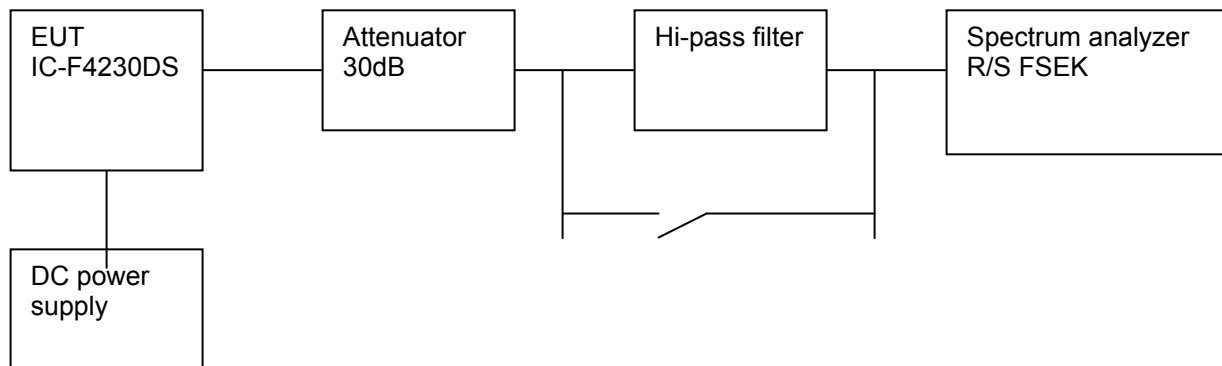 EUT
IC-F4230DS
Attenuator
30dB
Hi-pass filter
Spectrum analyzer
R/S FSEK
DC power
supply